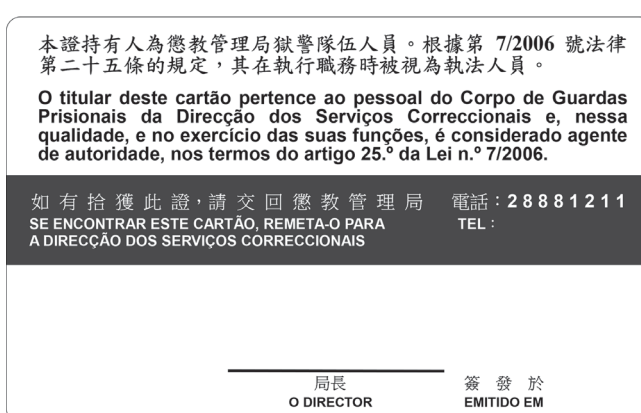 本證持有人為懲教管理局獄警隊伍人員。根據第 7/2006 號法律
第二十五條的規定，其在執行職務時被視為執法人員。
O titular deste cartão pertence ao pessoal do Corpo de Guardas
Prisionais da Direcção dos Serviços Correccionais e, nessa
qualidade, e no exercício das suas funções, é considerado agente
de autoridade, nos termos do artigo 25.º da Lei n.º 7/2006.
如有拾獲此證，請交回懲教管理局 電話：28881211
SE ENCONTRAR ESTE CARTÃO, REMETA-O PARA TEL：
A DIRECÇÃO DOS SERVIÇOS CORRECCIONAIS
局長 簽發於
O DIRECTOR EMITIDO EM